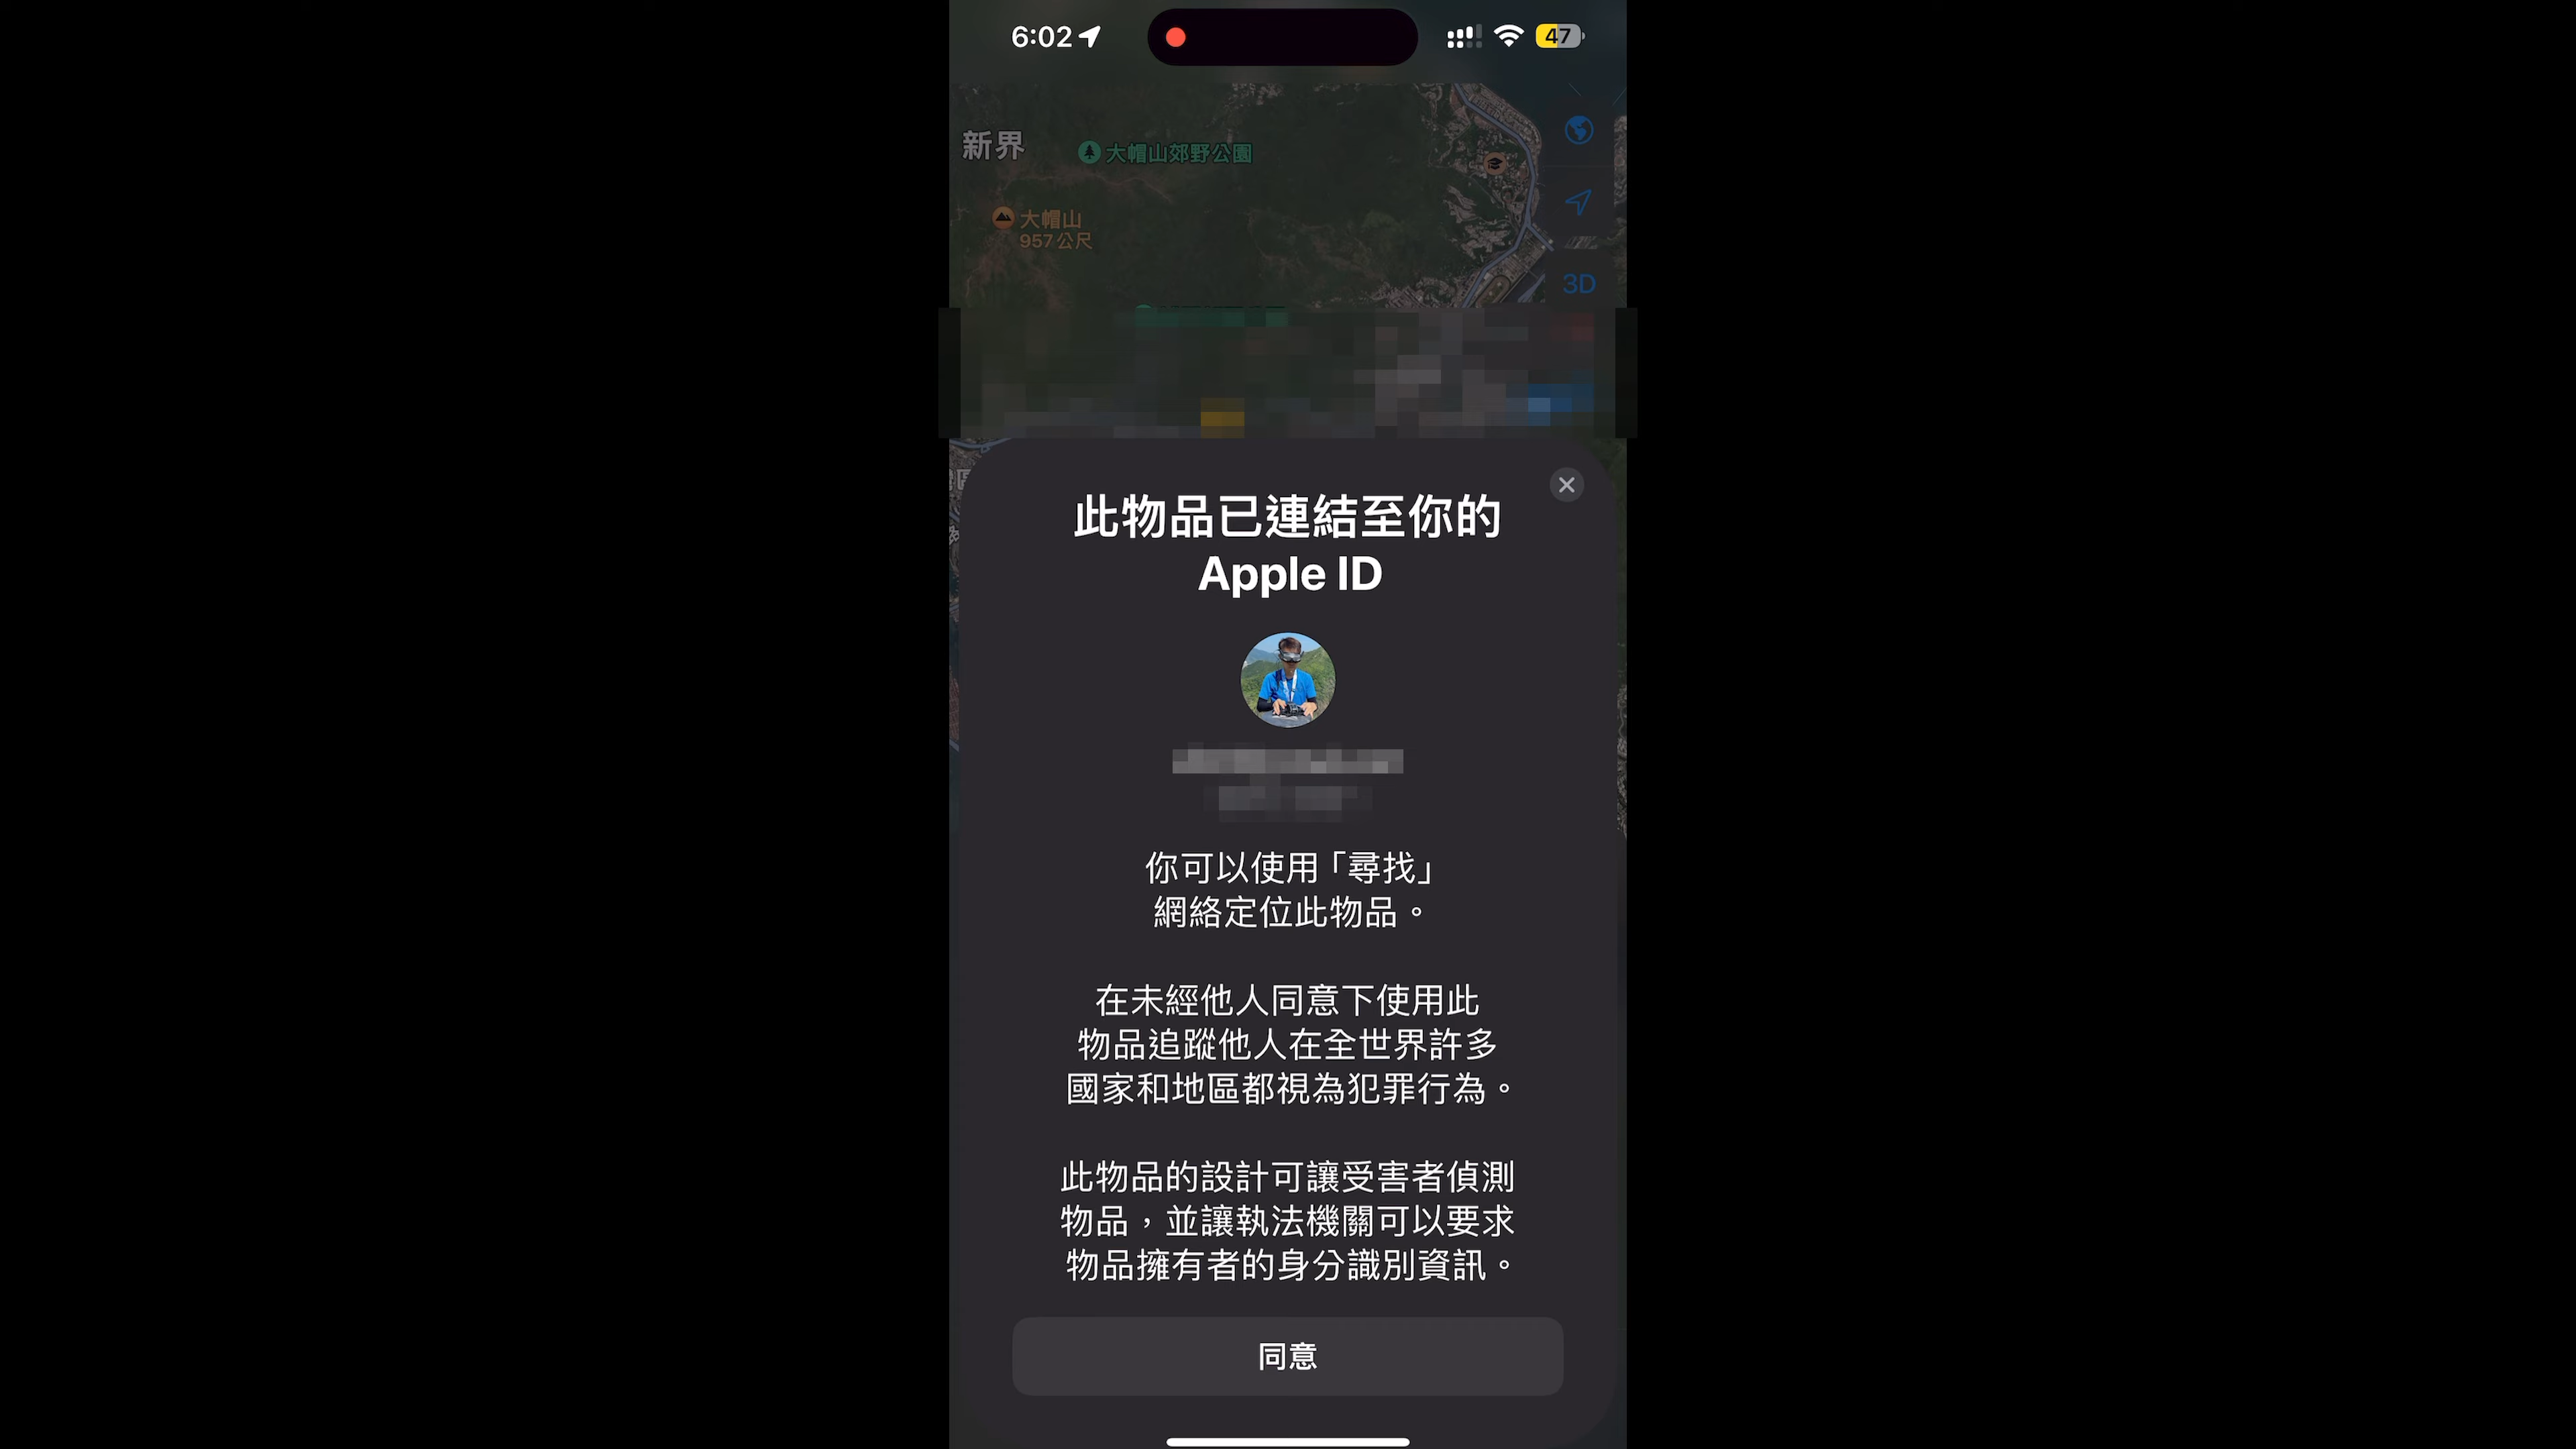 6:02
47
新界
大帽山郊野公園
大帽山
957公尺
3D
此物品已連結至你的
Apple ID
你可以使用「尋找」
網絡定位此物品。
在未經他人同意下使用此
物品追蹤他人在全世界許多
國家和地區都視為犯罪行為。
此物品的設計可讓受害者偵測
物品，並讓執法機關可以要求
物品擁有者的身分識別資訊。
同意